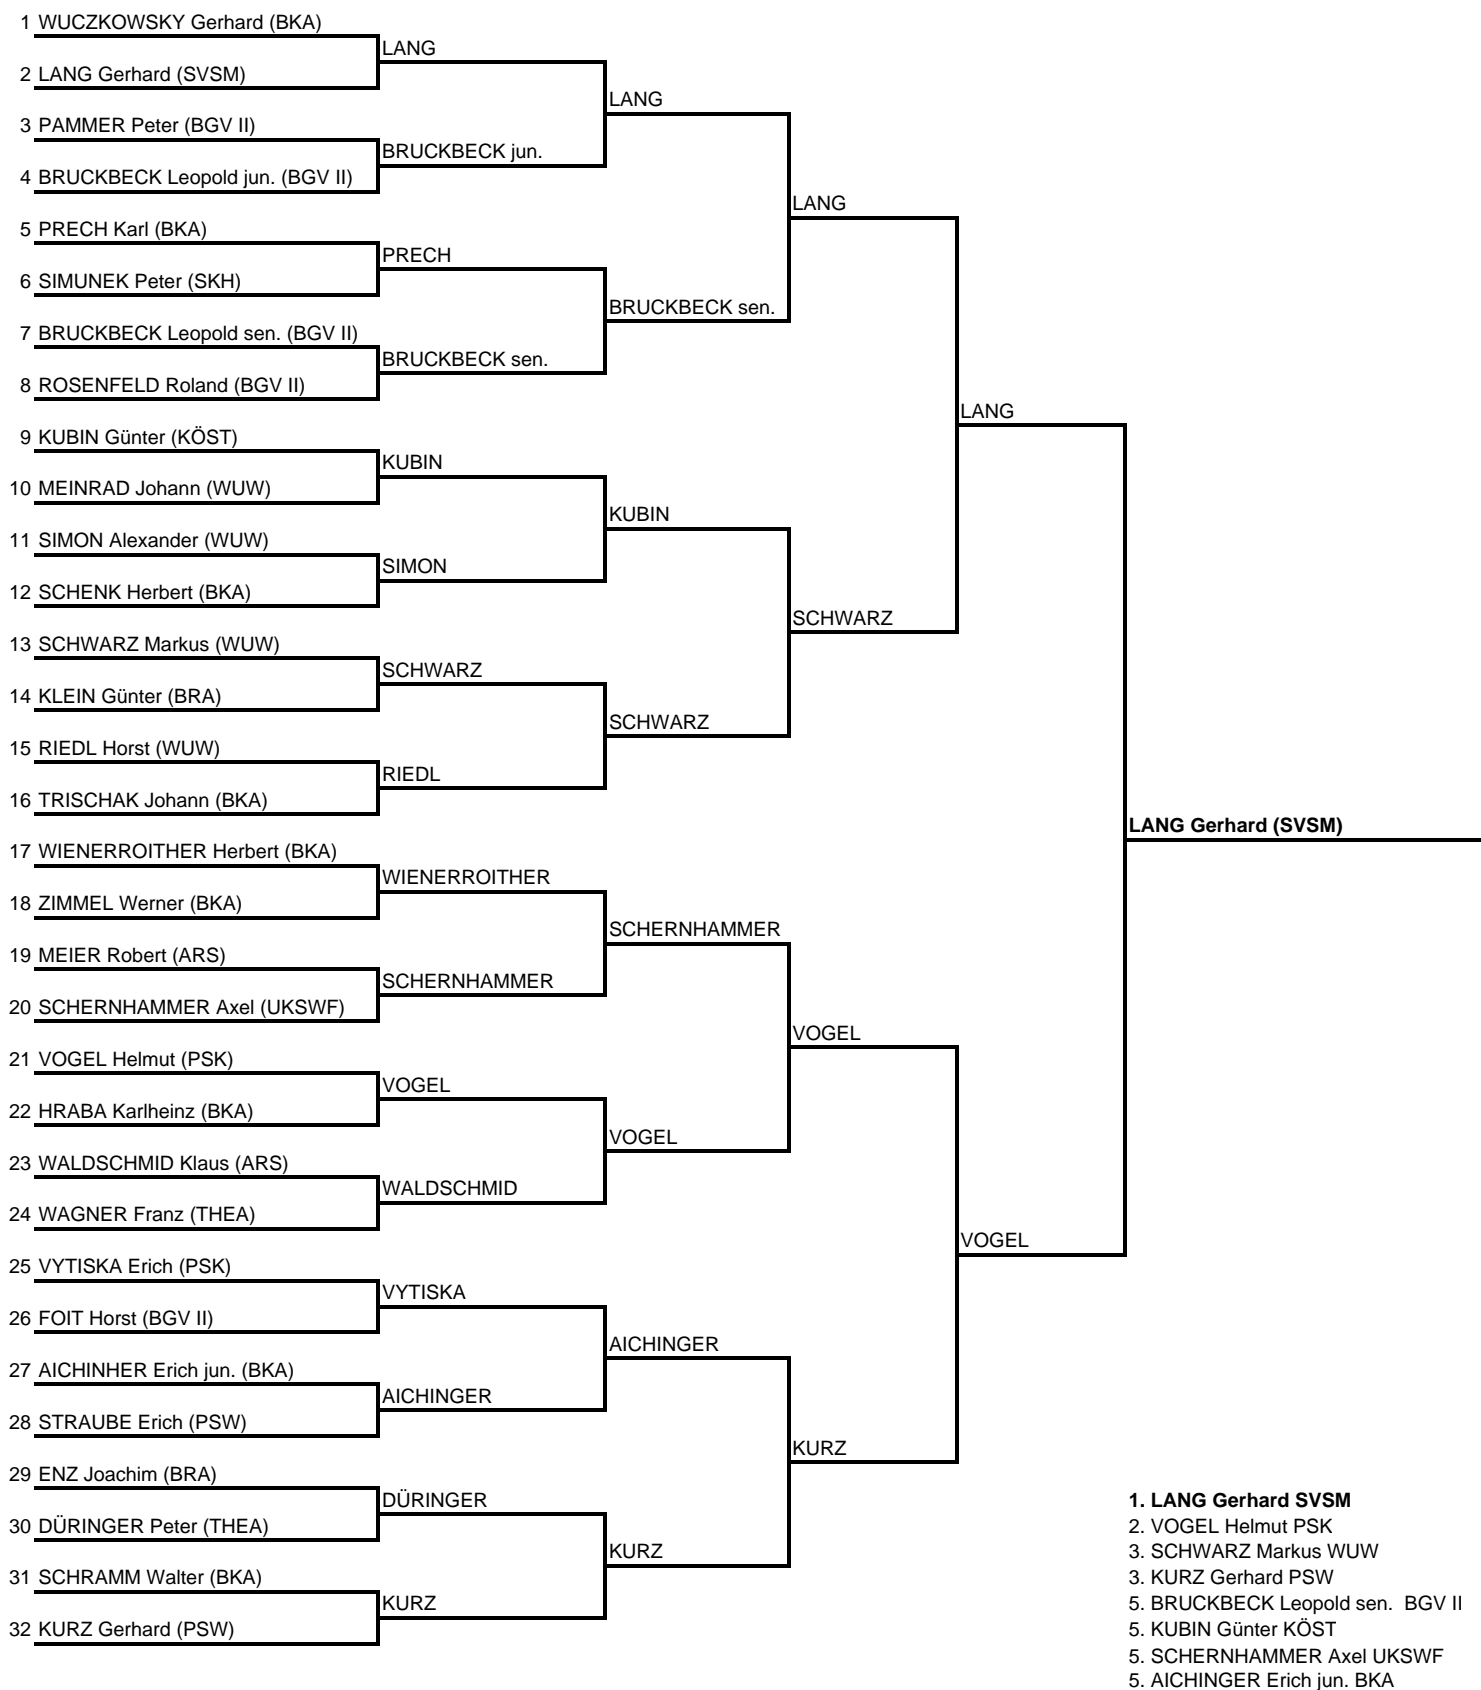 1 WUCZKOWSKY Gerhard (BKA)
LANG
2 LANG Gerhard (SVSM)
LANG
3 PAMMER Peter (BGV II)
BRUCKBECK jun.
4 BRUCKBECK Leopold jun. (BGV II)
LANG
5 PRECH Karl (BKA)
PRECH
6 SIMUNEK Peter (SKH)
BRUCKBECK sen.
7 BRUCKBECK Leopold sen. (BGV II)
BRUCKBECK sen.
8 ROSENFELD Roland (BGV II)
LANG
9 KUBIN Günter (KÖST)
KUBIN
10 MEINRAD Johann (WUW)
KUBIN
11 SIMON Alexander (WUW)
SIMON
12 SCHENK Herbert (BKA)
SCHWARZ
13 SCHWARZ Markus (WUW)
SCHWARZ
14 KLEIN Günter (BRA)
SCHWARZ
15 RIEDL Horst (WUW)
RIEDL
16 TRISCHAK Johann (BKA)
LANG Gerhard (SVSM)
17 WIENERROITHER Herbert (BKA)
WIENERROITHER
18 ZIMMEL Werner (BKA)
SCHERNHAMMER
19 MEIER Robert (ARS)
SCHERNHAMMER
20 SCHERNHAMMER Axel (UKSWF)
VOGEL
21 VOGEL Helmut (PSK)
VOGEL
22 HRABA Karlheinz (BKA)
VOGEL
23 WALDSCHMID Klaus (ARS)
WALDSCHMID
24 WAGNER Franz (THEA)
VOGEL
25 VYTISKA Erich (PSK)
VYTISKA
26 FOIT Horst (BGV II)
AICHINGER
27 AICHINHER Erich jun. (BKA)
AICHINGER
28 STRAUBE Erich (PSW)
KURZ
29 ENZ Joachim (BRA)
DÜRINGER
30 DÜRINGER Peter (THEA)
KURZ
31 SCHRAMM Walter (BKA)
KURZ
32 KURZ Gerhard (PSW)
1. LANG Gerhard SVSM
2. VOGEL Helmut PSK
3. SCHWARZ Markus WUW
3. KURZ Gerhard PSW
5. BRUCKBECK Leopold sen. BGV II
5. KUBIN Günter KÖST
5. SCHERNHAMMER Axel UKSWF
5. AICHINGER Erich jun. BKA